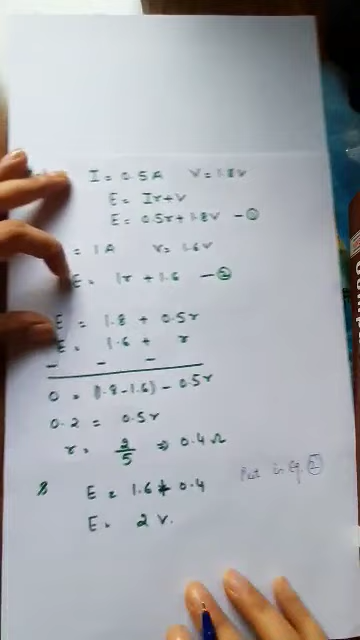 I = 0.5A V = 1.8V
E = Ir+V
E = 0.5r+1.8V - ①
= 1A V= 1.6V
E = 1r + 1.6 - ②
E = 1.8 + 0.5r
E = 1.6 + r
- - -
0 = (1.8-1.6) - 0.5r
0.2 = 0.5r
r = 2/5 ⇒ 0.4Ω
Put in Eq ②
E = 1.6 + 0.4
E = 2 V.